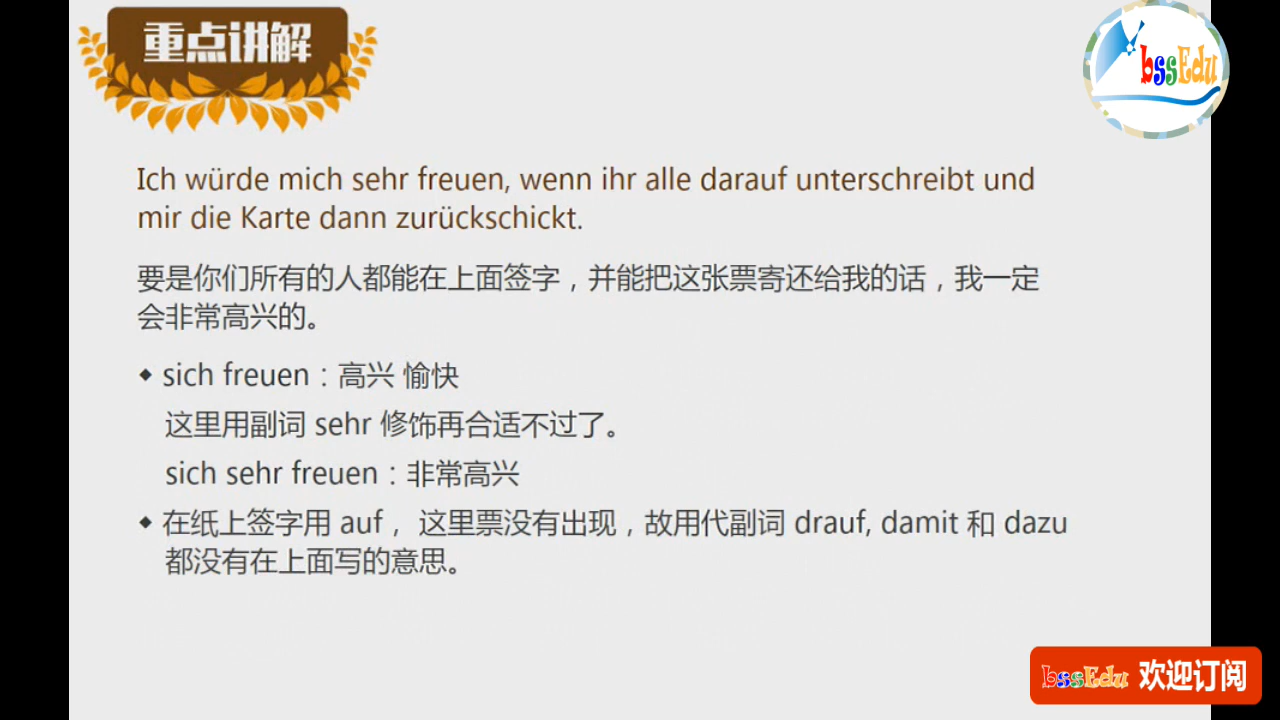 重点讲解
bssEdu
Ich würde mich sehr freuen, wenn ihr alle darauf unterschreibt und
mir die Karte dann zurückschickt.
要是你们所有的人都能在上面签字，并能把这张票寄还给我的话，我一定
会非常高兴的。
◆ sich freuen：高兴 愉快
这里用副词 sehr 修饰再合适不过了。
sich sehr freuen：非常高兴
◆ 在纸上签字用 auf， 这里票没有出现，故用代副词 drauf, damit 和 dazu
都没有在上面写的意思。
bssEdu 欢迎订阅